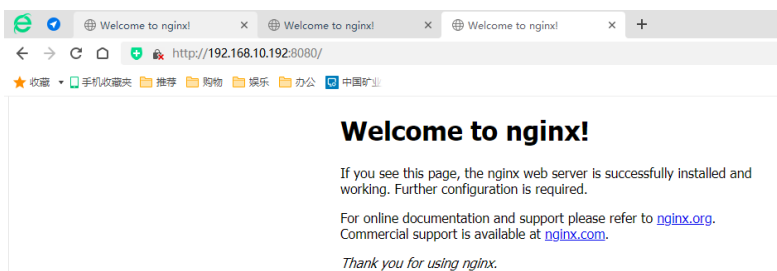 Welcome to nginx! × Welcome to nginx! × Welcome to nginx! × +
http://192.168.10.192:8080/
收藏 手机收藏夹 推荐 购物 娱乐 办公 中国矿业
Welcome to nginx!
If you see this page, the nginx web server is successfully installed and
working. Further configuration is required.
For online documentation and support please refer to nginx.org.
Commercial support is available at nginx.com.
Thank you for using nginx.